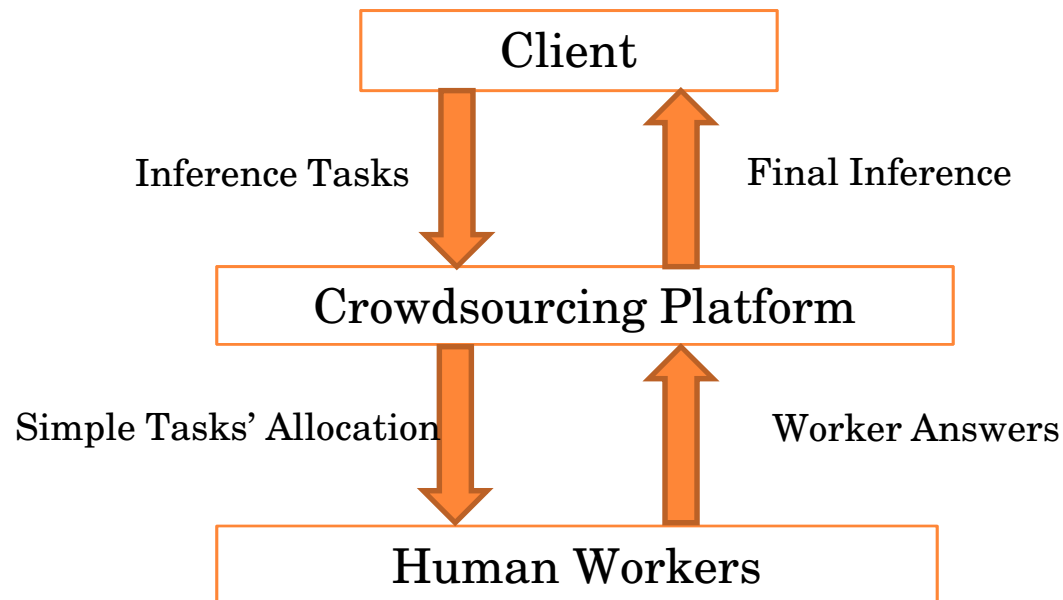 Client
Inference Tasks
Final Inference
Crowdsourcing Platform
Simple Tasks’ Allocation
Worker Answers
Human Workers